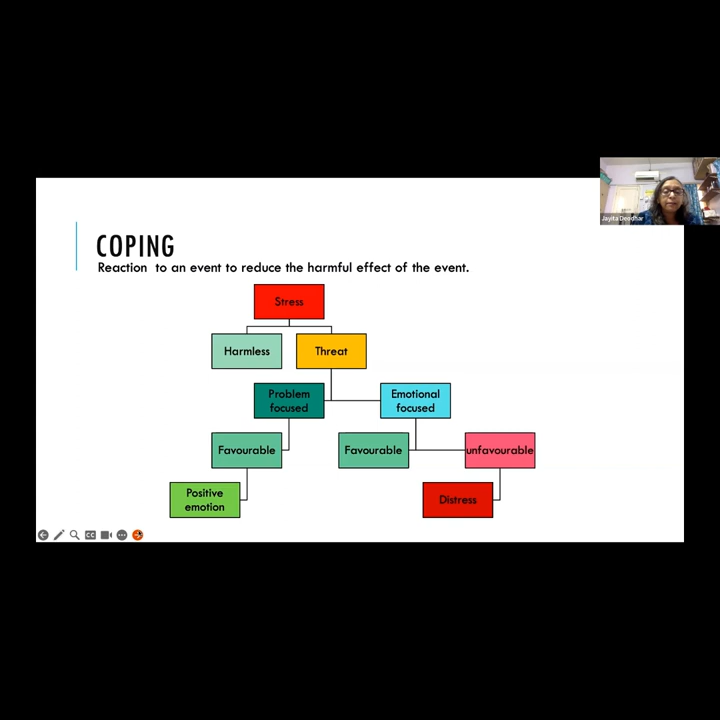 Jayita Deodhar
COPING
Reaction to an event to reduce the harmful effect of the event.
Stress
Harmless
Threat
Problem
focused
Emotional
focused
Favourable
Favourable
unfavourable
Positive
emotion
Distress
CC